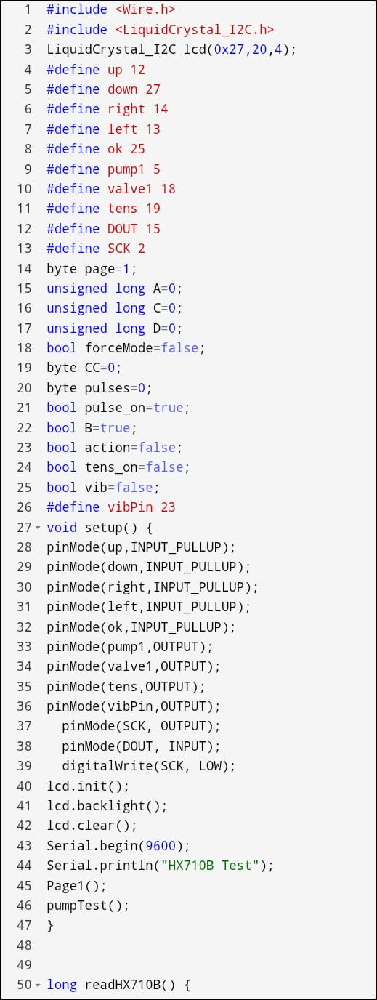 1 #include <Wire.h>
2 #include <LiquidCrystal_I2C.h>
3 LiquidCrystal_I2C lcd(0x27,20,4);
4 #define up 12
5 #define down 27
6 #define right 14
7 #define left 13
8 #define ok 25
9 #define pump1 5
10 #define valve1 18
11 #define tens 19
12 #define DOUT 15
13 #define SCK 2
14 byte page=1;
15 unsigned long A=0;
16 unsigned long C=0;
17 unsigned long D=0;
18 bool forceMode=false;
19 byte CC=0;
20 byte pulses=0;
21 bool pulse_on=true;
22 bool B=true;
23 bool action=false;
24 bool tens_on=false;
25 bool vib=false;
26 #define vibPin 23
27 void setup() {
28 pinMode(up,INPUT_PULLUP);
29 pinMode(down,INPUT_PULLUP);
30 pinMode(right,INPUT_PULLUP);
31 pinMode(left,INPUT_PULLUP);
32 pinMode(ok,INPUT_PULLUP);
33 pinMode(pump1,OUTPUT);
34 pinMode(valve1,OUTPUT);
35 pinMode(tens,OUTPUT);
36 pinMode(vibPin,OUTPUT);
37   pinMode(SCK, OUTPUT);
38   pinMode(DOUT, INPUT);
39   digitalWrite(SCK, LOW);
40 lcd.init();
41 lcd.backlight();
42 lcd.clear();
43 Serial.begin(9600);
44 Serial.println("HX710B Test");
45 Page1();
46 pumpTest();
47 }
48
49
50 long readHX710B() {